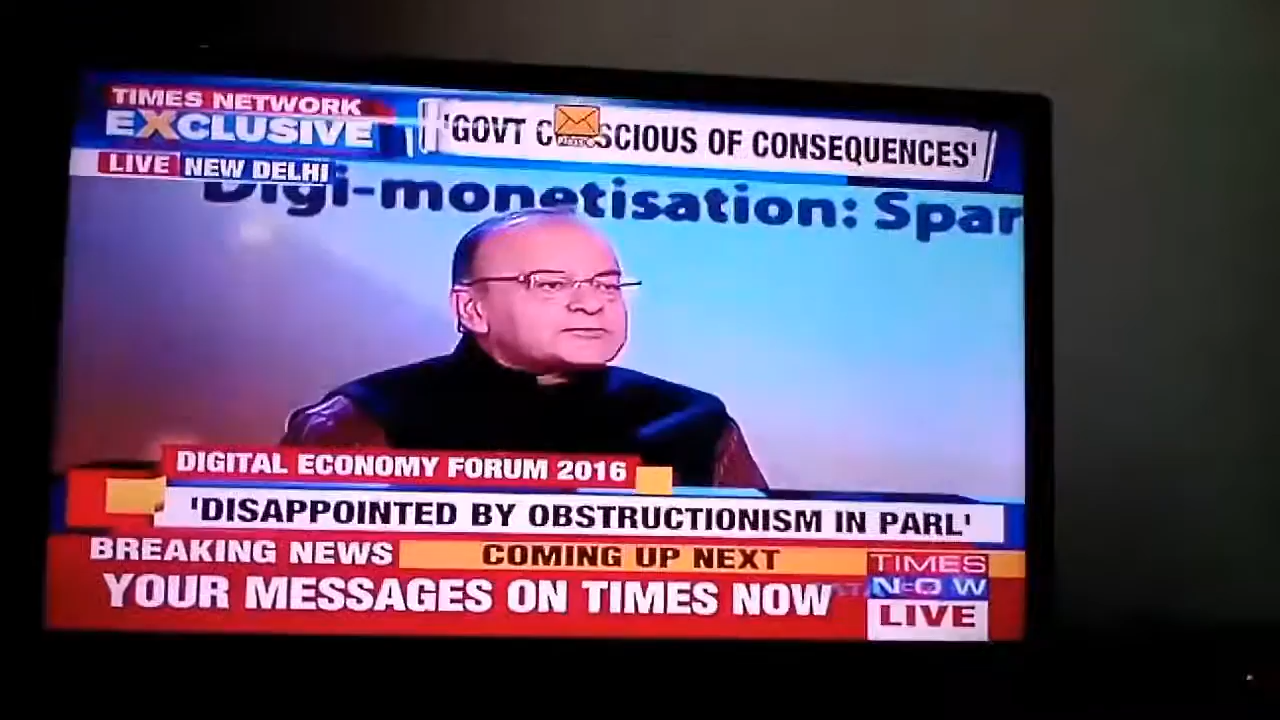 TIMES NETWORK
EXCLUSIVE
'GOVT CONSCIOUS OF CONSEQUENCES'
LIVE NEW DELHI
Digi-monetisation: Spar
DIGITAL ECONOMY FORUM 2016
'DISAPPOINTED BY OBSTRUCTIONISM IN PARL'
BREAKING NEWS COMING UP NEXT
YOUR MESSAGES ON TIMES NOW
TIMES
NOW
LIVE